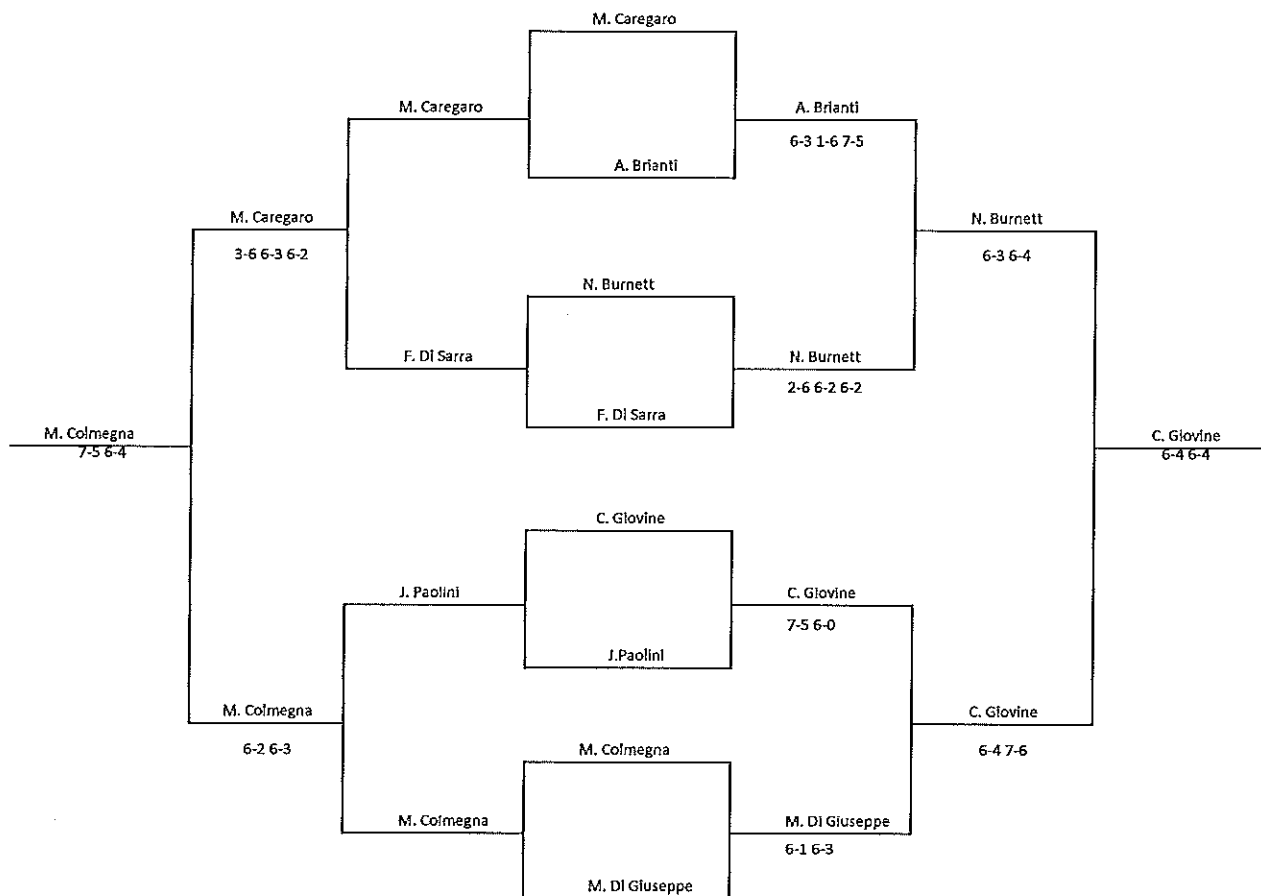 M. Caregaro
M. Caregaro
A. Brianti
6-3 1-6 7-5
A. Brianti
M. Caregaro
3-6 6-3 6-2
N. Burnett
6-3 6-4
N. Burnett
F. Di Sarra
N. Burnett
2-6 6-2 6-2
F. Di Sarra
M. Colmegna
7-5 6-4
C. Giovine
6-4 6-4
C. Giovine
J. Paolini
C. Giovine
7-5 6-0
J.Paolini
M. Colmegna
6-2 6-3
C. Giovine
6-4 7-6
M. Colmegna
M. Colmegna
M. Di Giuseppe
6-1 6-3
M. Di Giuseppe